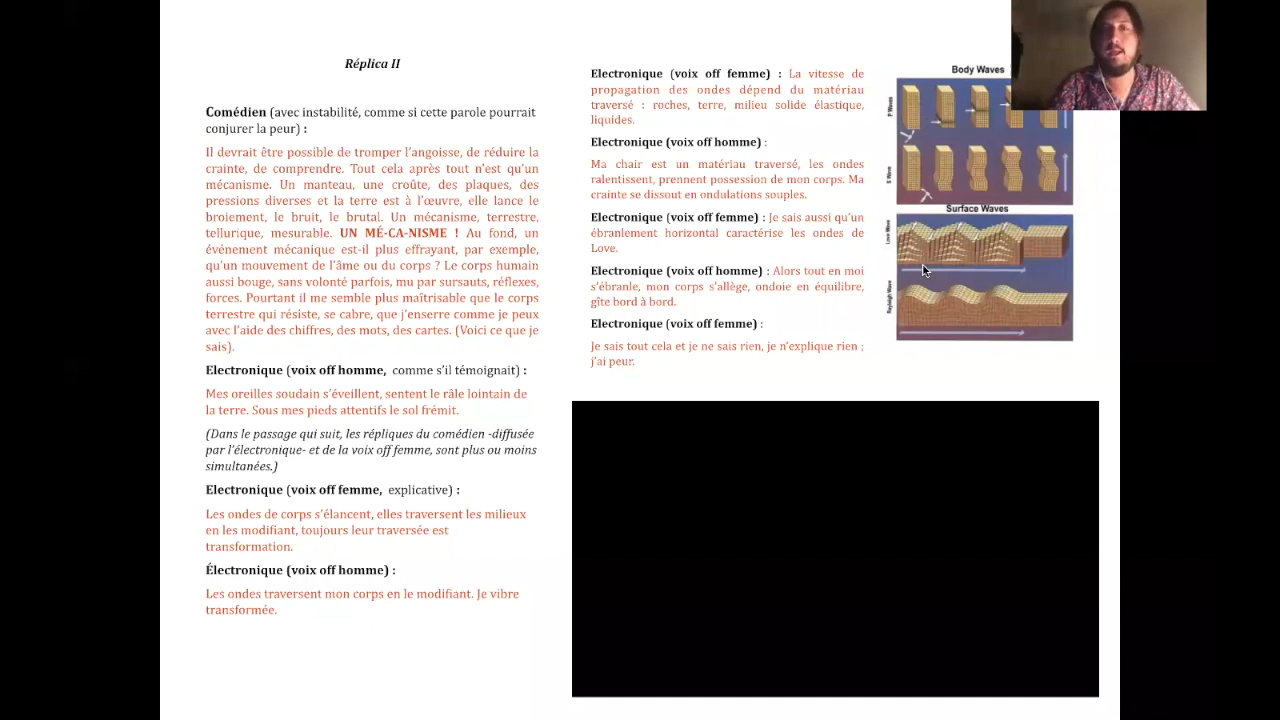 Réplica II
Comédien (avec instabilité, comme si cette parole pourrait
conjurer la peur) :
Il devrait être possible de tromper l'angoisse, de réduire la
crainte, de comprendre. Tout cela après tout n'est qu'un
mécanisme. Un manteau, une croûte, des plaques, des
pressions diverses et la terre est à l'œuvre, elle lance le
broiement, le bruit, le brutal. Un mécanisme, terrestre,
tellurique, mesurable. UN MÉ-CA-NISME ! Au fond, un
événement mécanique est-il plus effrayant, par exemple,
qu'un mouvement de l'âme ou du corps ? Le corps humain
aussi bouge, sans volonté parfois, mu par sursauts, réflexes,
forces. Pourtant il me semble plus maîtrisable que le corps
terrestre qui résiste, se cabre, que j'enserre comme je peux
avec l'aide des chiffres, des mots, des cartes. (Voici ce que je
sais).
Electronique (voix off homme, comme s'il témoignait) :
Mes oreilles soudain s'éveillent, sentent le râle lointain de
la terre. Sous mes pieds attentifs le sol frémit.
(Dans le passage qui suit, les répliques du comédien -diffusée
par l'électronique- et de la voix off femme, sont plus ou moins
simultanées.)
Electronique (voix off femme, explicative) :
Les ondes de corps s'élancent, elles traversent les milieux
en les modifiant, toujours leur traversée est
transformation.
Électronique (voix off homme) :
Les ondes traversent mon corps en le modifiant. Je vibre
transformée.
Electronique (voix off femme) : La vitesse de
propagation des ondes dépend du matériau
traversé : roches, terre, milieu solide élastique,
liquides.
Electronique (voix off homme) :
Ma chair est un matériau traversé, les ondes
ralentissent, prennent possession de mon corps. Ma
crainte se dissout en ondulations souples.
Electronique (voix off femme) : Je sais aussi qu'un
ébranlement horizontal caractérise les ondes de
Love.
Electronique (voix off homme) : Alors tout en moi
s'ébranle, mon corps s'allège, ondoie en équilibre,
gîte bord à bord.
Electronique (voix off femme) :
Je sais tout cela et je ne sais rien, je n'explique rien ;
j'ai peur.
Body Waves
P Waves
S Wave
Surface Waves
Love Wave
Rayleigh Wave